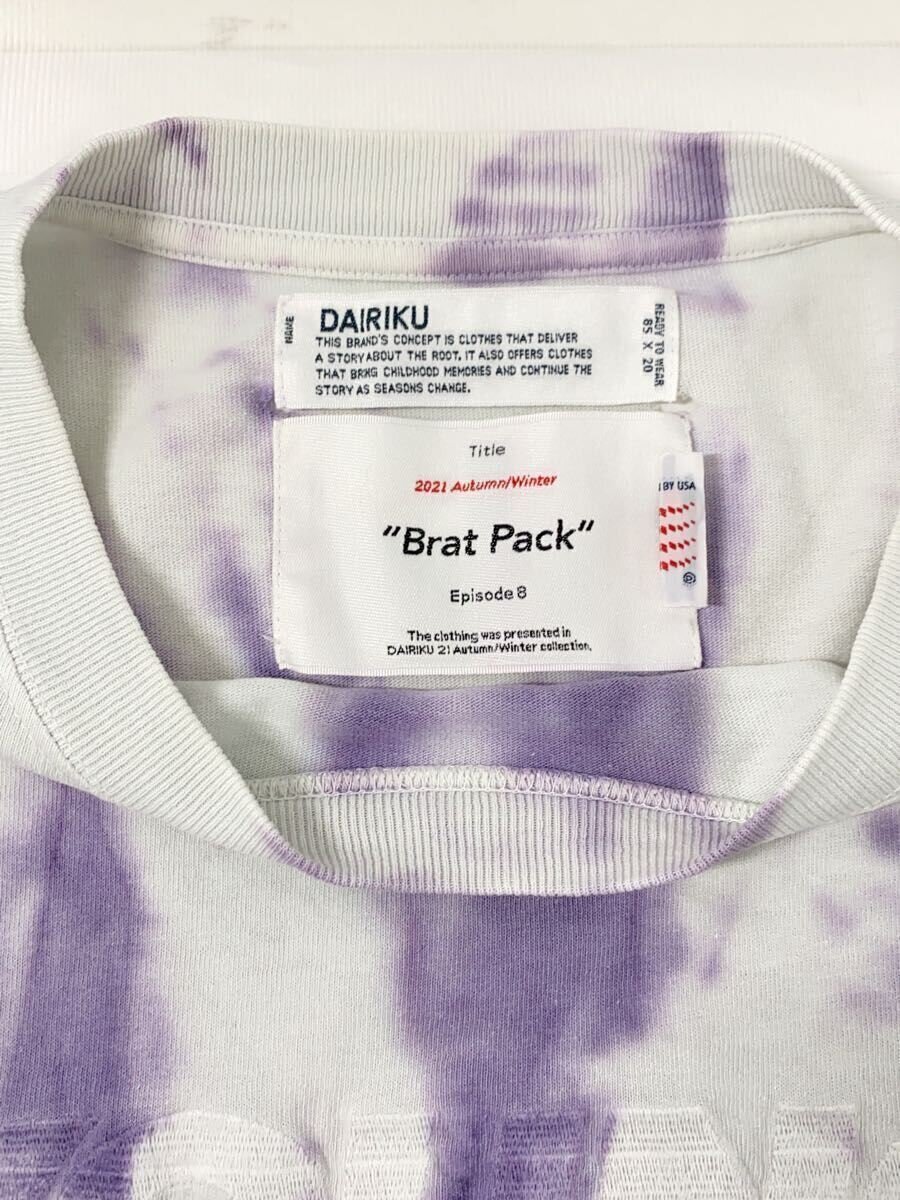 NAME
DAIRIKU
THIS BRAND'S CONCEPT IS CLOTHES THAT DELIVER
A STORY ABOUT THE ROOT, IT ALSO OFFERS CLOTHES
THAT BRING CHILDHOOD MEMORIES AND CONTINUE THE
STORY AS SEASONS CHANGE.
READY TO WEAR
85 X 20
Title
2021 Autumn/Winter
"Brat Pack"
Episode 8
The clothing was presented in
DAIRIKU 21 Autumn/Winter collection.
BY USA